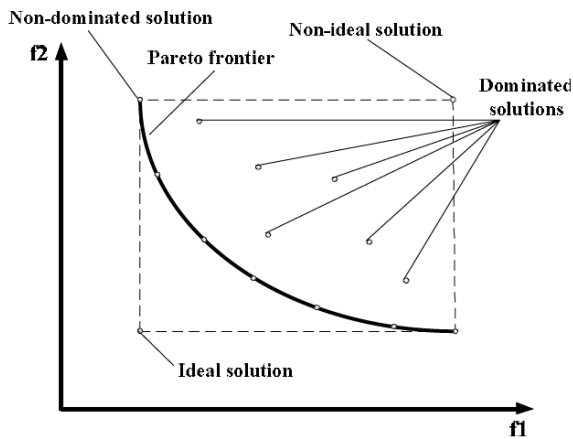 Non-dominated solution
Non-ideal solution
f2
Pareto frontier
Dominated
solutions
Ideal solution
f1